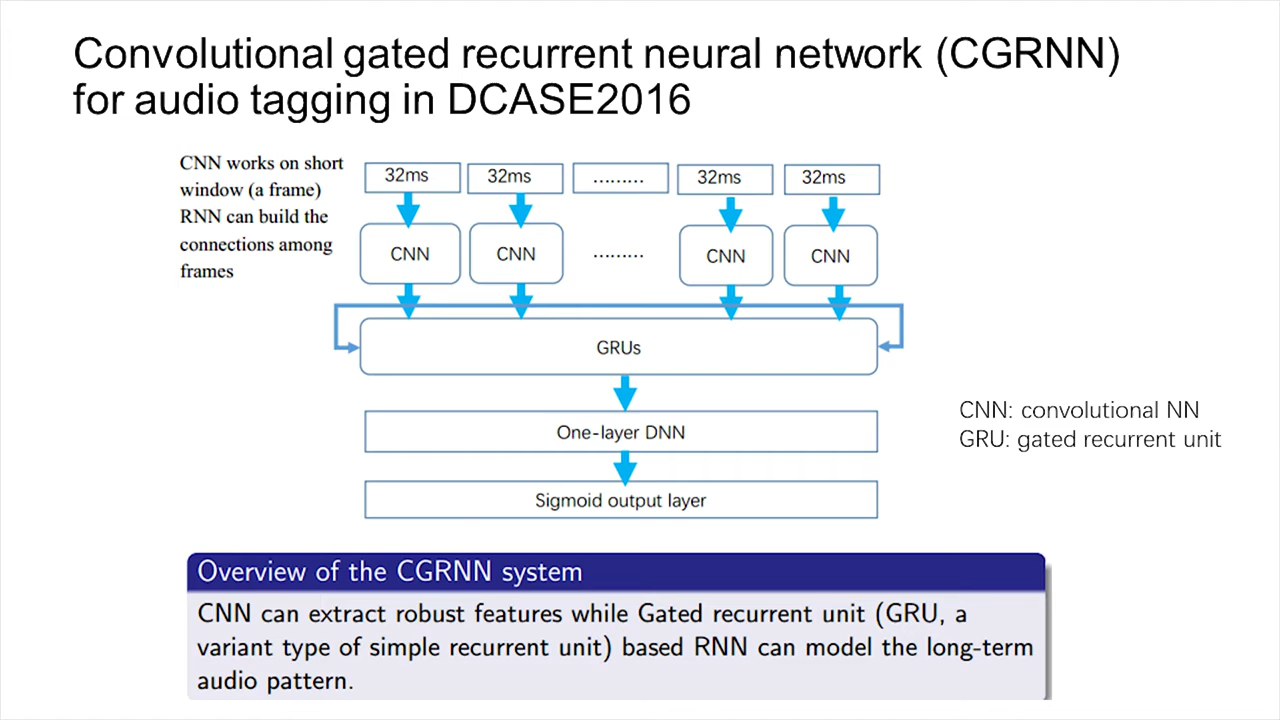 Convolutional gated recurrent neural network (CGRNN)
for audio tagging in DCASE2016
CNN works on short
window (a frame)
RNN can build the
connections among
frames
32ms 32ms ......... 32ms 32ms
CNN CNN ......... CNN CNN
GRUs
One-layer DNN
Sigmoid output layer
CNN: convolutional NN
GRU: gated recurrent unit
Overview of the CGRNN system
CNN can extract robust features while Gated recurrent unit (GRU, a
variant type of simple recurrent unit) based RNN can model the long-term
audio pattern.